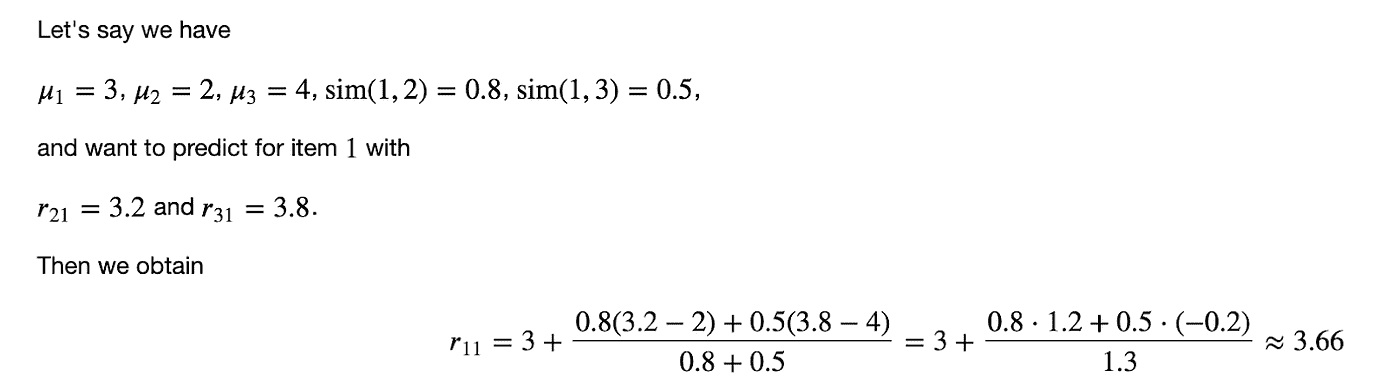 Let's say we have
μ₁ = 3, μ₂ = 2, μ₃ = 4, sim(1, 2) = 0.8, sim(1, 3) = 0.5,
and want to predict for item 1 with
r₂₁ = 3.2 and r₃₁ = 3.8.
Then we obtain
r₁₁ = 3 + (0.8(3.2 − 2) + 0.5(3.8 − 4))/(0.8 + 0.5) = 3 + (0.8 · 1.2 + 0.5 · (−0.2))/1.3 ≈ 3.66